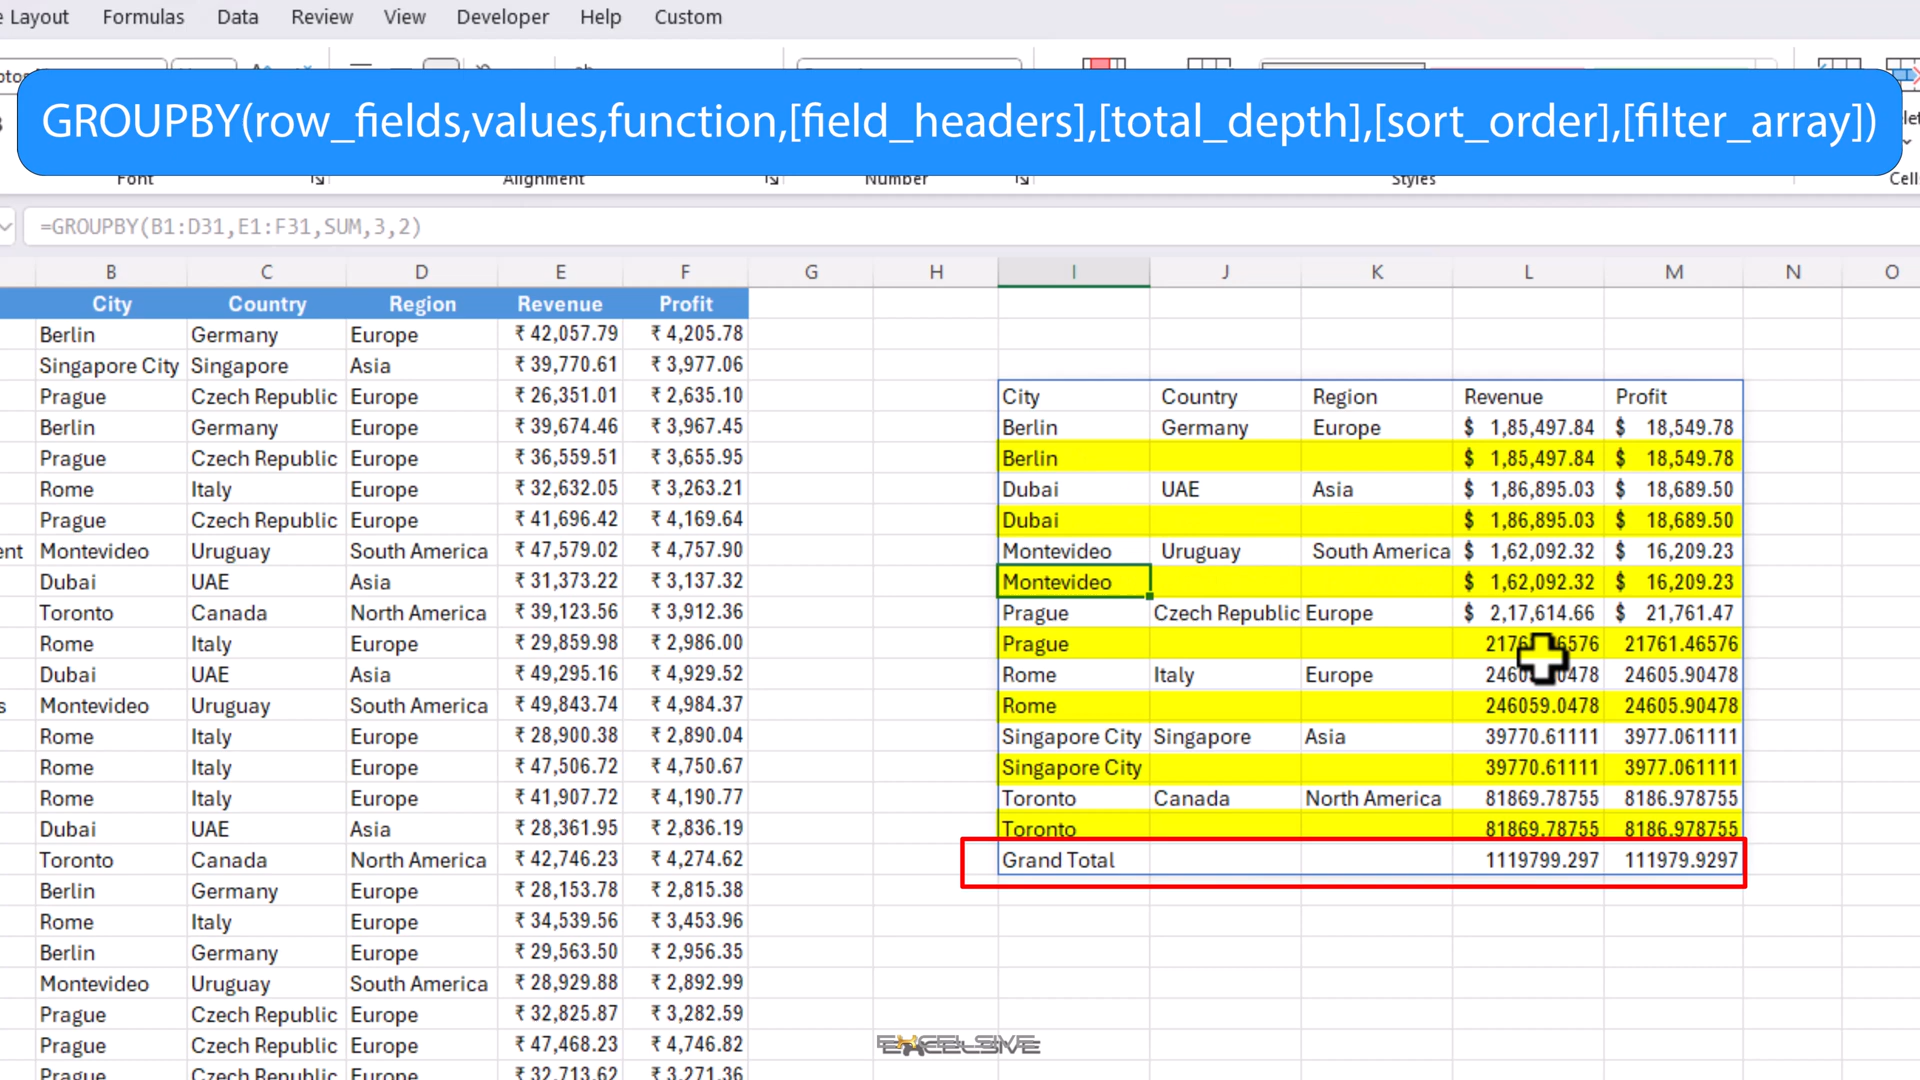 e Layout Formulas Data Review View Developer Help Custom
GROUPBY(row_fields,values,function,[field_headers],[total_depth],[sort_order],[filter_array])
Font Alignment Number Styles Cell
=GROUPBY(B1:D31,E1:F31,SUM,3,2)
B C D E F G H I J K L M N O
City Country Region Revenue Profit
Berlin Germany Europe ₹ 42,057.79 ₹ 4,205.78
Singapore City Singapore Asia ₹ 39,770.61 ₹ 3,977.06
Prague Czech Republic Europe ₹ 26,351.01 ₹ 2,635.10 City Country Region Revenue Profit
Berlin Germany Europe ₹ 39,674.46 ₹ 3,967.45 Berlin Germany Europe $ 1,85,497.84 $ 18,549.78
Prague Czech Republic Europe ₹ 36,559.51 ₹ 3,655.95 Berlin $ 1,85,497.84 $ 18,549.78
Rome Italy Europe ₹ 32,632.05 ₹ 3,263.21 Dubai UAE Asia $ 1,86,895.03 $ 18,689.50
Prague Czech Republic Europe ₹ 41,696.42 ₹ 4,169.64 Dubai $ 1,86,895.03 $ 18,689.50
ent Montevideo Uruguay South America ₹ 47,579.02 ₹ 4,757.90 Montevideo Uruguay South America $ 1,62,092.32 $ 16,209.23
Dubai UAE Asia ₹ 31,373.22 ₹ 3,137.32 Montevideo $ 1,62,092.32 $ 16,209.23
Toronto Canada North America ₹ 39,123.56 ₹ 3,912.36 Prague Czech Republic Europe $ 2,17,614.66 $ 21,761.47
Rome Italy Europe ₹ 29,859.98 ₹ 2,986.00 Prague 21761.46576
Dubai UAE Asia ₹ 49,295.16 ₹ 4,929.52 Rome Italy Europe 24605.90478
s Montevideo Uruguay South America ₹ 49,843.74 ₹ 4,984.37 Rome 246059.0478 24605.90478
Rome Italy Europe ₹ 28,900.38 ₹ 2,890.04 Singapore City Singapore Asia 39770.61111 3977.061111
Rome Italy Europe ₹ 47,506.72 ₹ 4,750.67 Singapore City 39770.61111 3977.061111
Rome Italy Europe ₹ 41,907.72 ₹ 4,190.77 Toronto Canada North America 81869.78755 8186.978755
Dubai UAE Asia ₹ 28,361.95 ₹ 2,836.19 Toronto 81869.78755 8186.978755
Toronto Canada North America ₹ 42,746.23 ₹ 4,274.62 Grand Total 1119799.297 111979.9297
Berlin Germany Europe ₹ 28,153.78 ₹ 2,815.38
Rome Italy Europe ₹ 34,539.56 ₹ 3,453.96
Berlin Germany Europe ₹ 29,563.50 ₹ 2,956.35
Montevideo Uruguay South America ₹ 28,929.88 ₹ 2,892.99
Prague Czech Republic Europe ₹ 32,825.87 ₹ 3,282.59
Prague Czech Republic Europe ₹ 47,468.23 ₹ 4,746.82
EXCELSIVE
Prague Czech Republic Europe ₹ 32,713.62 ₹ 3,271.36